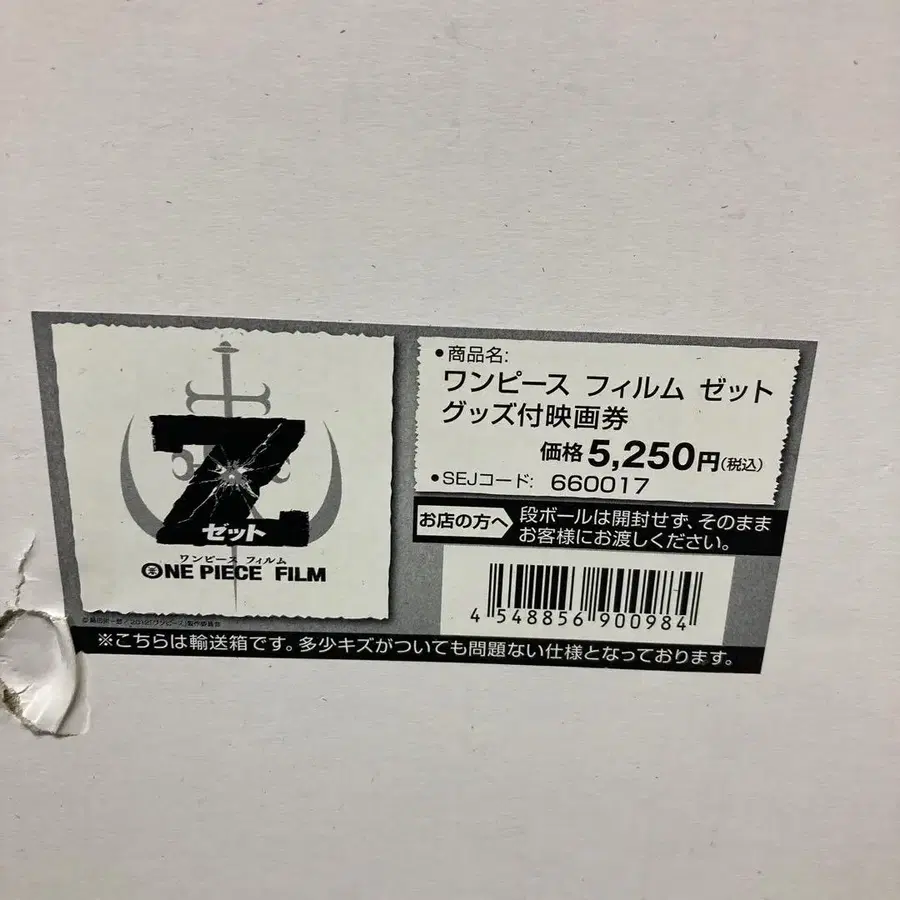 Z
ゼット
ワンピース フィルム
ONE PIECE FILM
•商品名:
ワンピース フィルム ゼット
グッズ付映画券
価格5,250円(税込)
•SEJコード: 660017
お店の方へ
段ボールは開封せず、そのまま
お客様にお渡しください。
4 548856 900984
※こちらは輸送箱です。多少キズがついても問題ない仕様となっております。